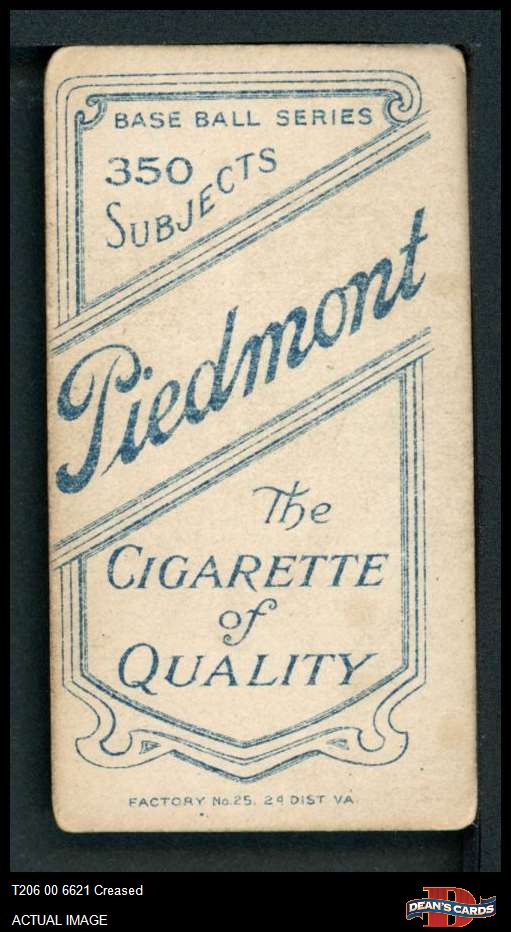 BASE BALL SERIES
350
SUBJECTS
Piedmont
The
CIGARETTE
of
QUALITY
FACTORY No.25. 2d DIST VA.
T206 00 6621 Creased
ACTUAL IMAGE
DEAN'S CARDS